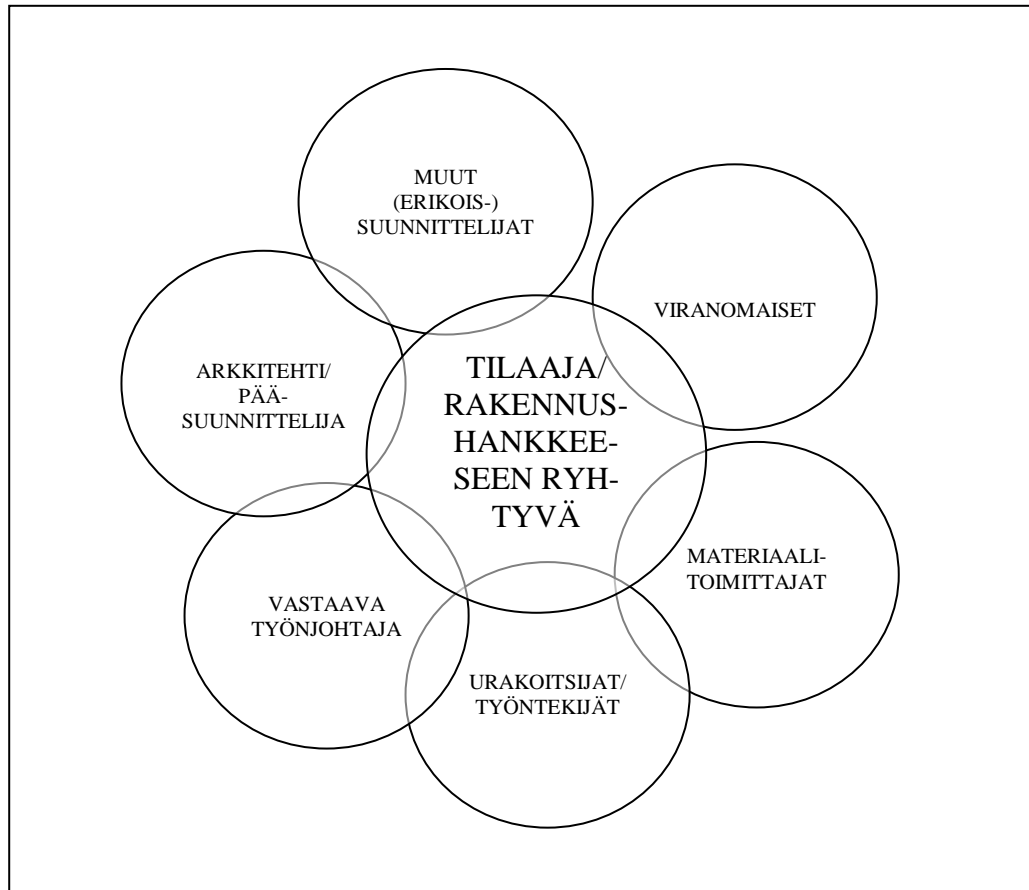 MUUT
(ERIKOIS-)
SUUNNITTELIJAT
VIRANOMAISET
ARKKITEHTI/
PÄÄ-
SUUNNITTELIJA
TILAAJA/
RAKENNUS-
HANKKEE-
SEEN RYH-
TYVÄ
MATERIAALI-
TOIMITTAJAT
VASTAAVA
TYÖNJOHTAJA
URAKOITSIJAT/
TYÖNTEKIJÄT